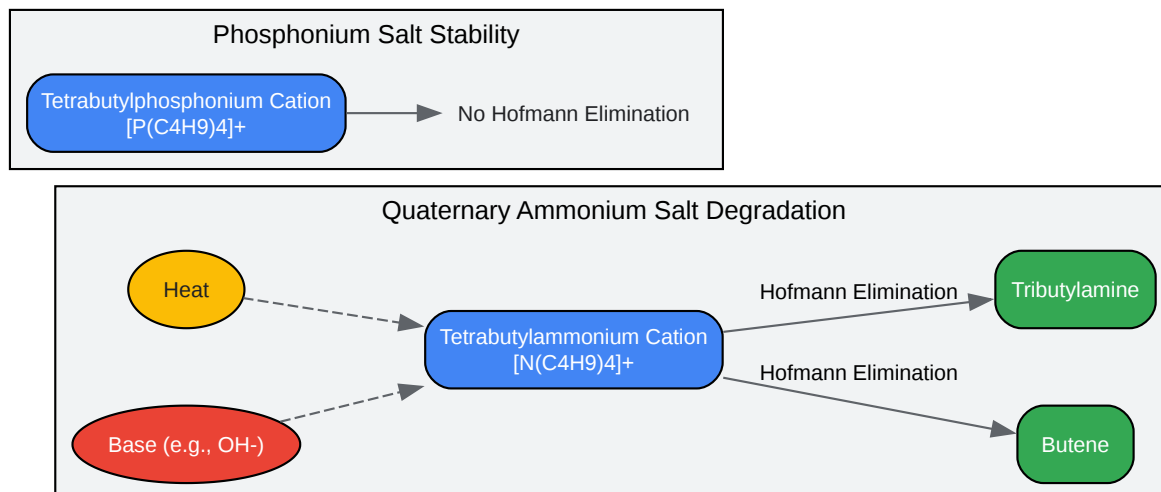 Phosphonium Salt Stability
Tetrabutylphosphonium Cation
[P(C4H9)4]+
No Hofmann Elimination
Quaternary Ammonium Salt Degradation
Heat
Base (e.g., OH-)
Tetrabutylammonium Cation
[N(C4H9)4]+
Hofmann Elimination
Tributylamine
Hofmann Elimination
Butene